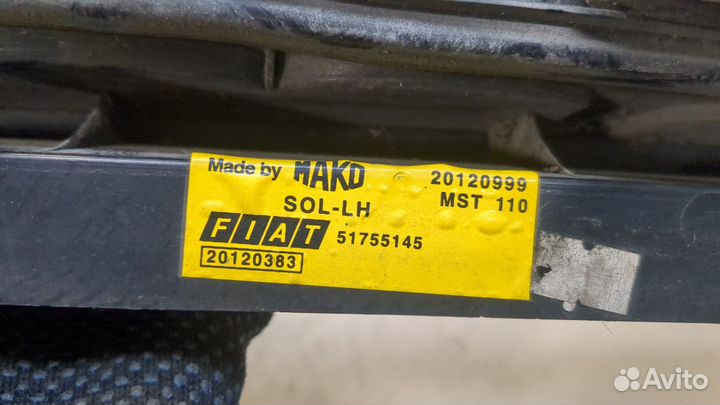 Made by MAKO 20120999
SOL-LH MST 110
FIAT 51755145
20120383
Avito